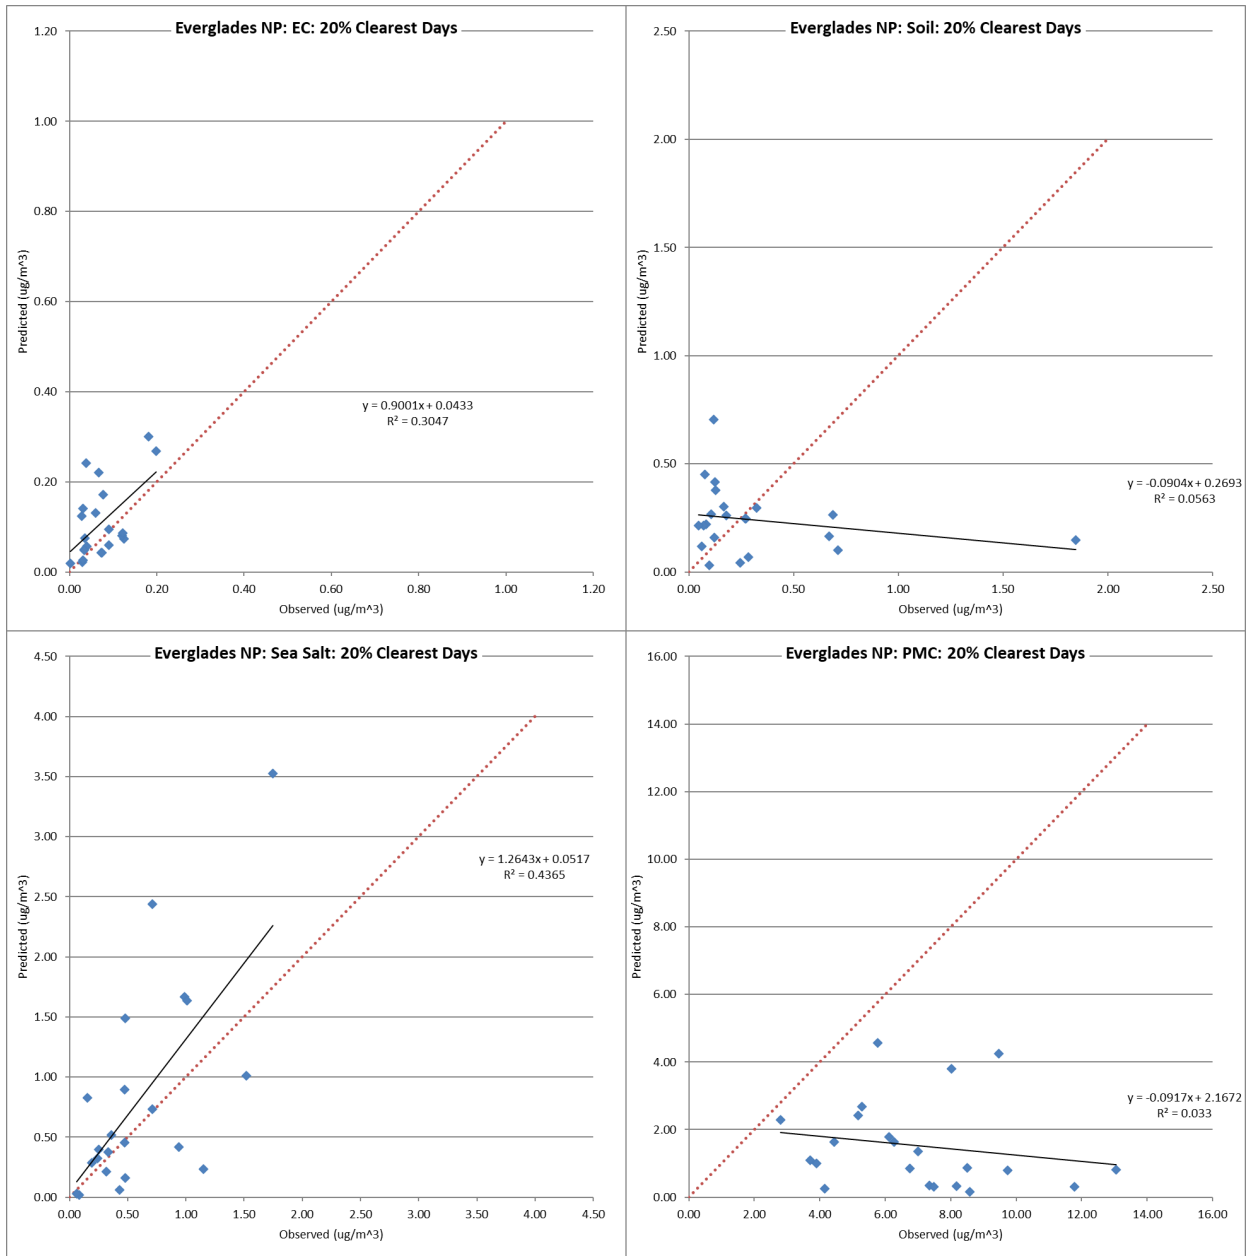 Everglades NP: EC: 20% Clearest Days
1.20
1.00
0.80
0.60
0.40
0.20
0.00
Predicted (ug/m^3)
y = 0.9001x + 0.0433
R² = 0.3047
0.00 0.20 0.40 0.60 0.80 1.00 1.20
Observed (ug/m^3)
Everglades NP: Soil: 20% Clearest Days
2.50
2.00
1.50
1.00
0.50
0.00
Predicted (ug/m^3)
y = -0.0904x + 0.2693
R² = 0.0563
0.00 0.50 1.00 1.50 2.00 2.50
Observed (ug/m^3)
Everglades NP: Sea Salt: 20% Clearest Days
4.50
4.00
3.50
3.00
2.50
2.00
1.50
1.00
0.50
0.00
Predicted (ug/m^3)
y = 1.2643x + 0.0517
R² = 0.4365
0.00 0.50 1.00 1.50 2.00 2.50 3.00 3.50 4.00 4.50
Observed (ug/m^3)
Everglades NP: PMC: 20% Clearest Days
16.00
14.00
12.00
10.00
8.00
6.00
4.00
2.00
0.00
Predicted (ug/m^3)
y = -0.0917x + 2.1672
R² = 0.033
0.00 2.00 4.00 6.00 8.00 10.00 12.00 14.00 16.00
Observed (ug/m^3)